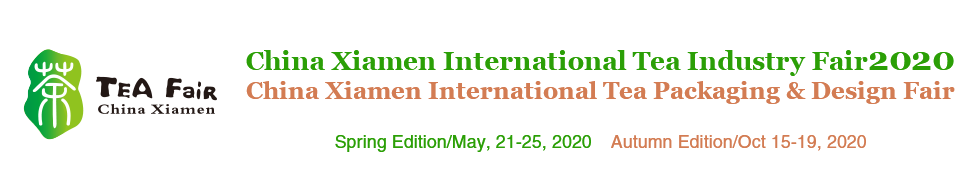 茶
TEA FaiR
China Xiamen
China Xiamen International Tea Industry Fair2020
China Xiamen International Tea Packaging & Design Fair
Spring Edition/May, 21-25, 2020 Autumn Edition/Oct 15-19, 2020